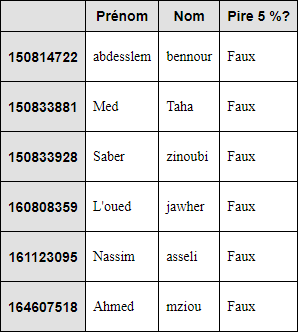 Prénom Nom Pire 5 %?
150814722 abdesslem bennour Faux
150833881 Med Taha Faux
150833928 Saber zinoubi Faux
160808359 L'oued jawher Faux
161123095 Nassim asseli Faux
164607518 Ahmed mziou Faux